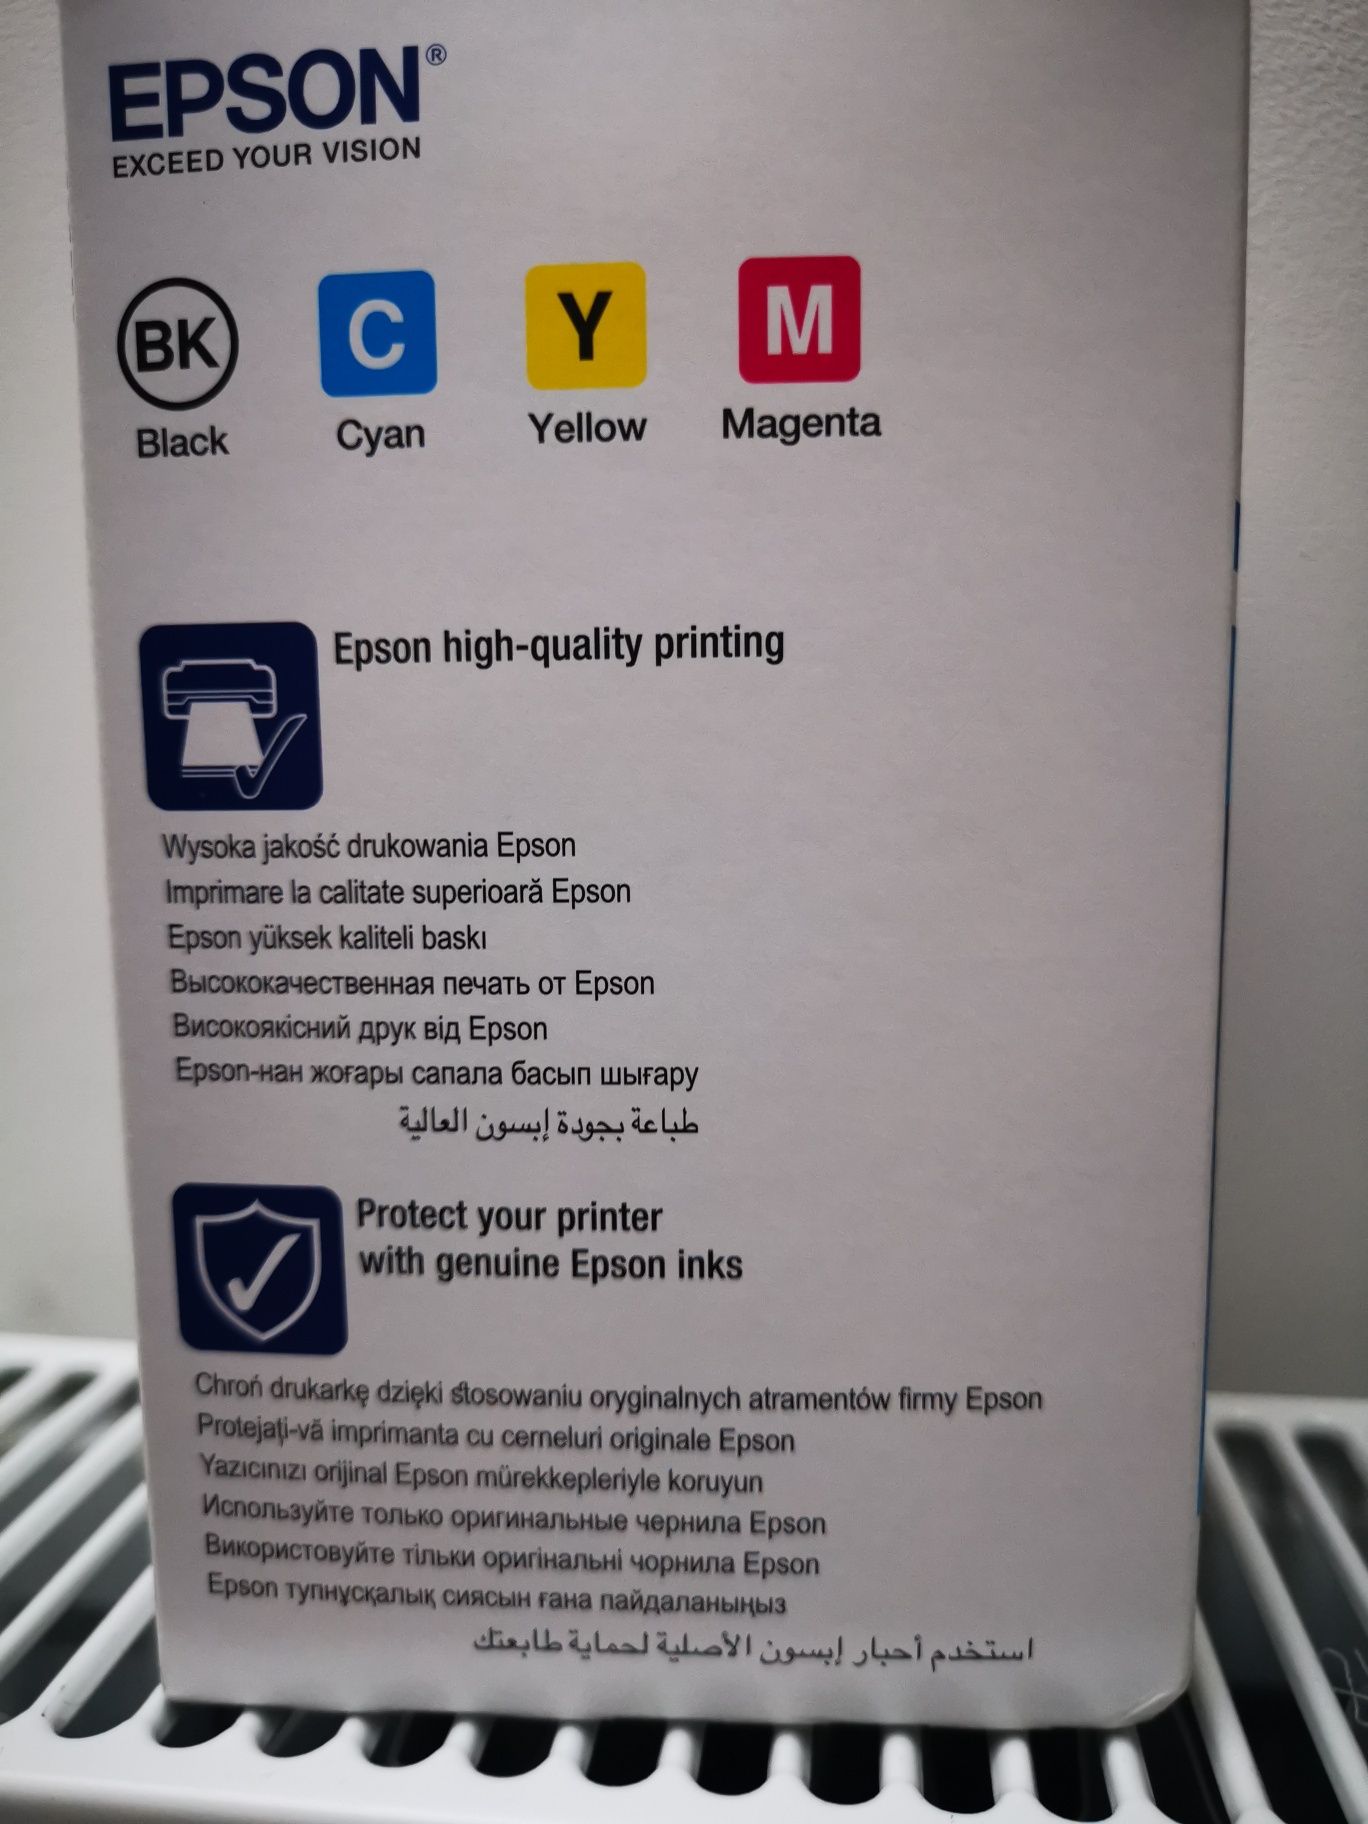 EPSON®
EXCEED YOUR VISION
BK C Y M
Black Cyan Yellow Magenta
Epson high-quality printing
Wysoka jakość drukowania Epson
Imprimare la calitate superioară Epson
Epson yüksek kaliteli baskı
Высококачественная печать от Epson
Високоякісний друк від Epson
Epson-нан жоғары сапала басып шығару
طباعة بجودة إبسون العالية
Protect your printer
with genuine Epson inks
Chroń drukarkę dzięki stosowaniu oryginalnych atramentów firmy Epson
Protejați-vă imprimanta cu cerneluri originale Epson
Yazıcınızı orijinal Epson mürekkepleriyle koruyun
Используйте только оригинальные чернила Epson
Використовуйте тільки оригінальні чорнила Epson
Epson түпнұсқалық сиясын ғана пайдаланыңыз
استخدم أحبار إبسون الأصلية لحماية طابعتك